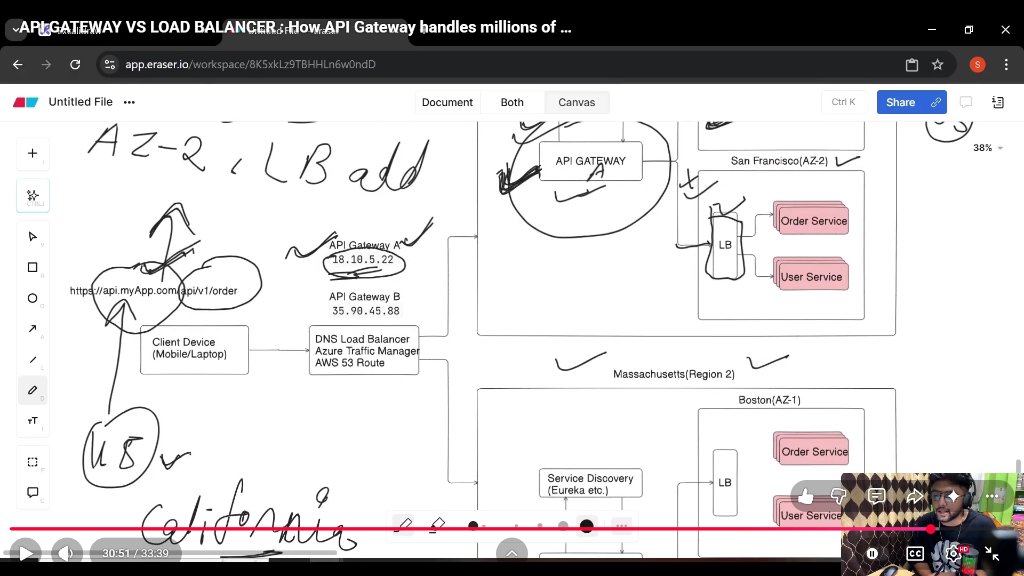 API GATEWAY VS LOAD BALANCER : How API Gateway handles millions of ...
app.eraser.io/workspace/8K5xkLz9TBHHLn6w0ndD
S
Untitled File
Document
Both
Canvas
Ctrl K
Share
38%
AZ-2, LB add
API GATEWAY
A
San Francisco(AZ-2)
LB
Order Service
User Service
API Gateway A
18.10.5.22
https://api.myApp.com/api/v1/order
API Gateway B
35.90.45.88
Client Device
(Mobile/Laptop)
DNS Load Balancer
Azure Traffic Manager
AWS 53 Route
Massachusetts(Region 2)
Boston(AZ-1)
Order Service
LB
User Service
Service Discovery
(Eureka etc.)
California
30:51 / 33:39
CC
HD